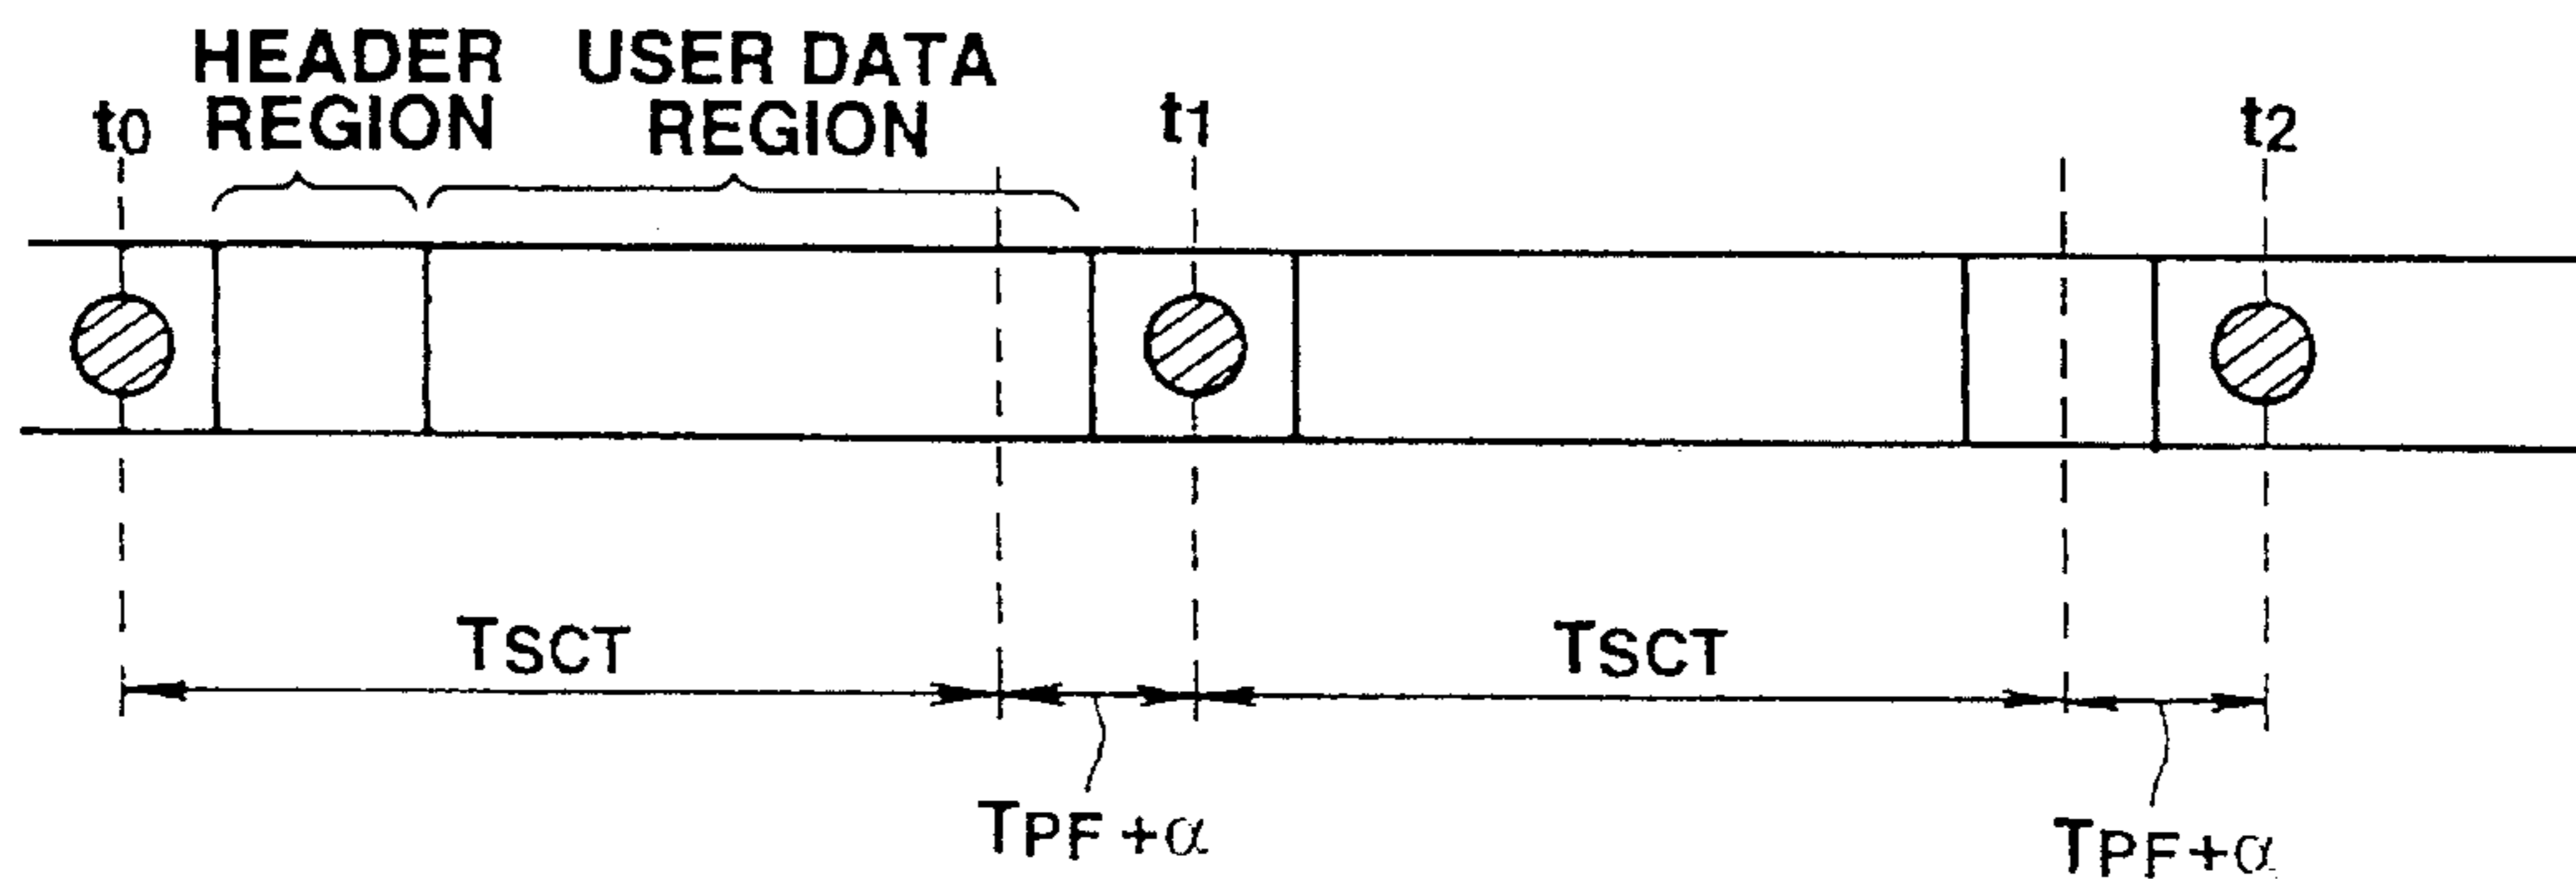 HEADER
REGION
USER DATA
REGION
t0
t1
t2
TSCT
TSCT
TPF+α
TPF+α